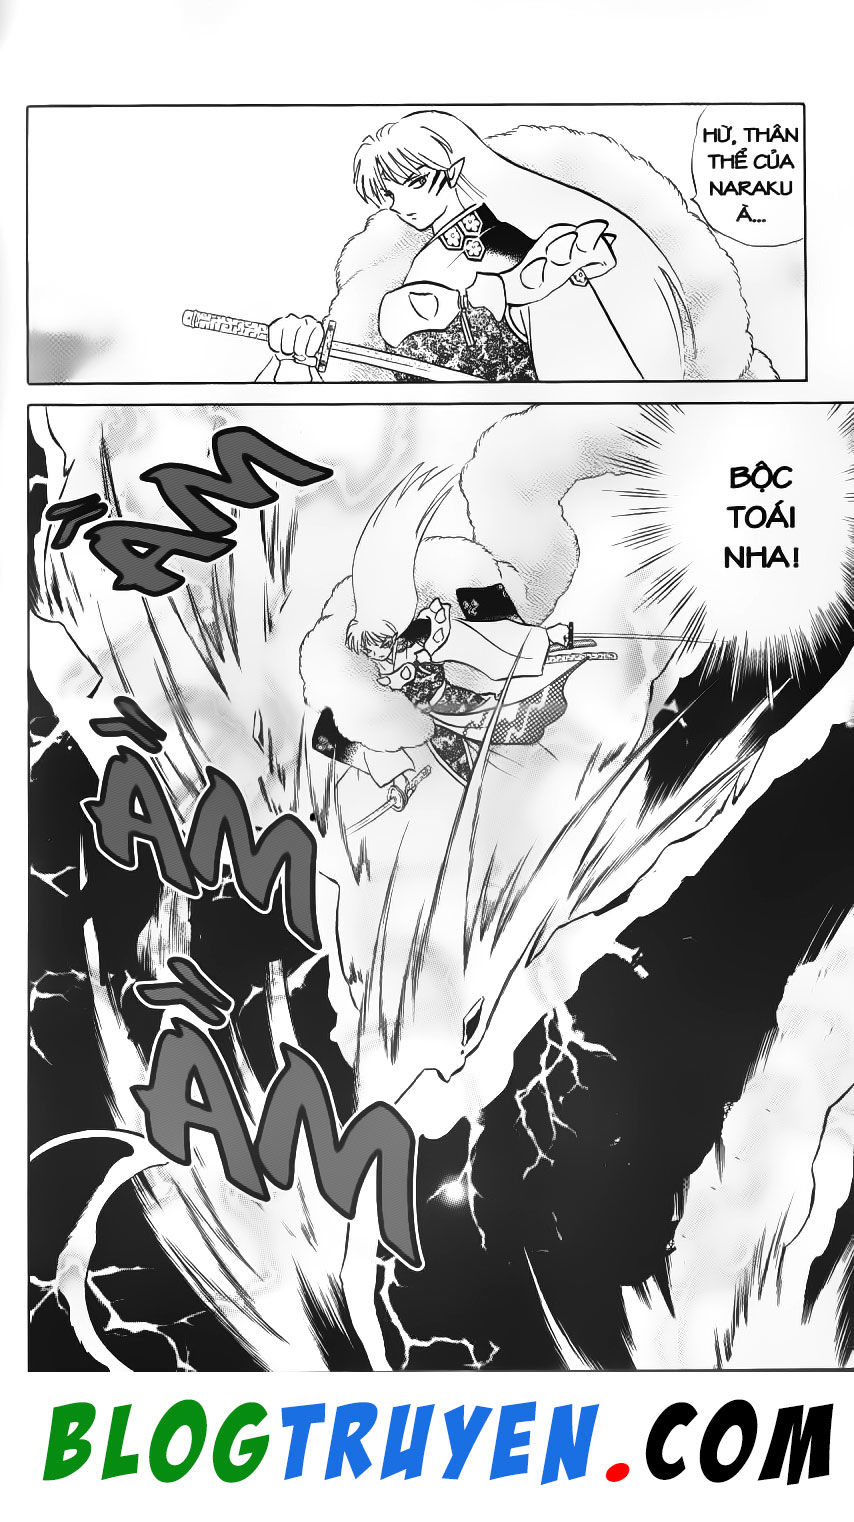 HỪ, THÂN
THỂ CỦA
NARAKU
À...
BỘC
TOÁI
NHA!
ẦM
ẦM
ẦM
BLOGTRUYEN.COM